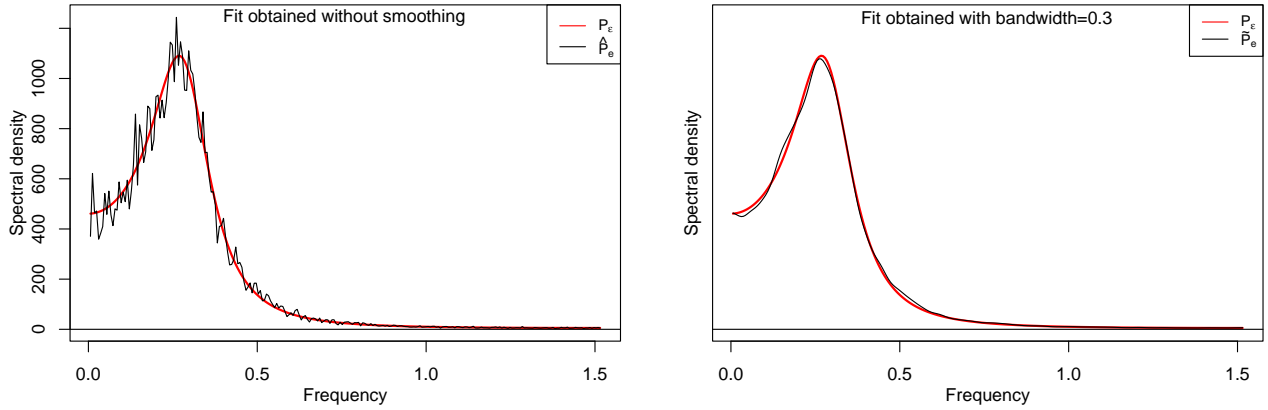 Fit obtained without smoothing
P_ε
P̂_e
Spectral density
0
200
400
600
800
1000
0.0
0.5
1.0
1.5
Frequency
Fit obtained with bandwidth=0.3
P_ε
P̃_e
Spectral density
0.0
0.5
1.0
1.5
Frequency